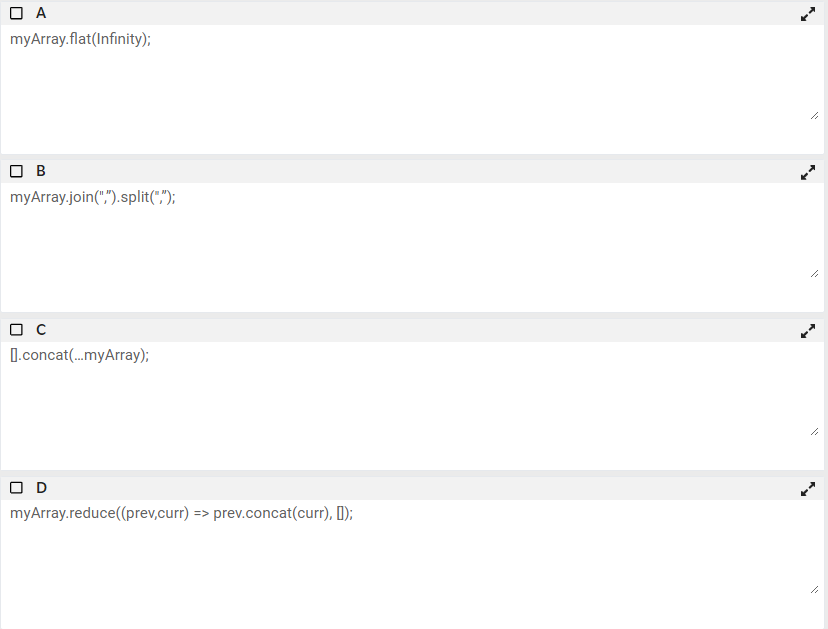 A
myArray.flat(Infinity);
B
myArray.join(",”).split(",”);
C
[].concat(…myArray);
D
myArray.reduce((prev,curr) => prev.concat(curr), []);